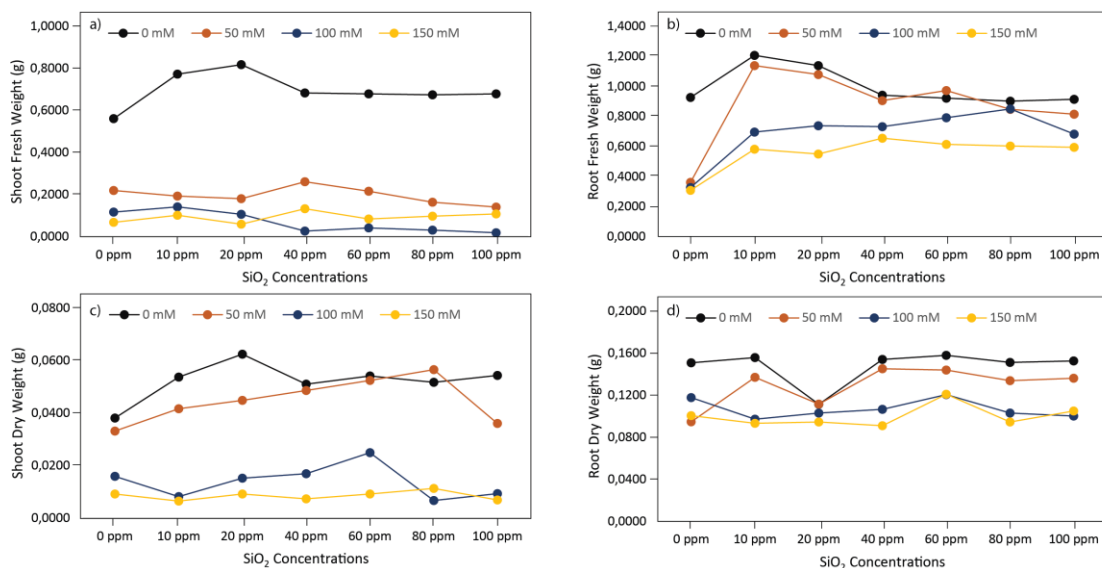 a)
0 mM 50 mM 100 mM 150 mM
1,0000
0,8000
0,6000
0,4000
0,2000
0,0000
Shoot Fresh Weight (g)
0 ppm 10 ppm 20 ppm 40 ppm 60 ppm 80 ppm 100 ppm
SiO₂ Concentrations
b)
0 mM 50 mM 100 mM 150 mM
1,4000
1,2000
1,0000
0,8000
0,6000
0,4000
0,2000
0,0000
Root Fresh Weight (g)
0 ppm 10 ppm 20 ppm 40 ppm 60 ppm 80 ppm 100 ppm
SiO₂ Concentrations
c)
0 mM 50 mM 100 mM 150 mM
0,0800
0,0600
0,0400
0,0200
0,0000
Shoot Dry Weight (g)
0 ppm 10 ppm 20 ppm 40 ppm 60 ppm 80 ppm 100 ppm
SiO₂ Concentrations
d)
0 mM 50 mM 100 mM 150 mM
0,2000
0,1600
0,1200
0,0800
0,0400
0,0000
Root Dry Weight (g)
0 ppm 10 ppm 20 ppm 40 ppm 60 ppm 80 ppm 100 ppm
SiO₂ Concentrations